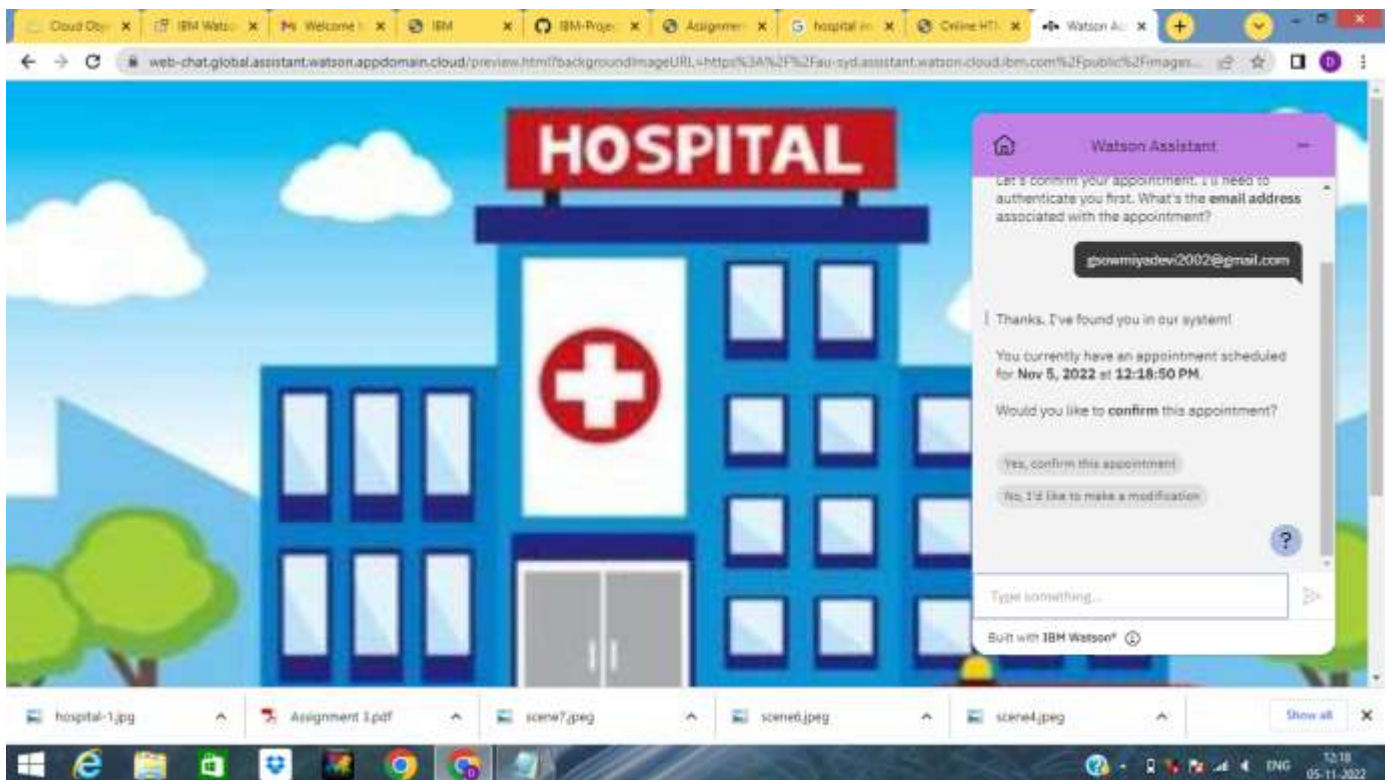 Cloud Obj
IBM Watso
Welcome t
IBM
IBM-Projec
Assignmen
hospital im
Online HTM
Watson As
web-chat.global.assistant.watson.appdomain.cloud/preview.html?backgroundImageURL=https%3A%2F%2Fau-syd.assistant.watson.cloud.ibm.com%2Fpublic%2Fimages...
D
HOSPITAL
Watson Assistant
Let's confirm your appointment. I'll need to
authenticate you first. What's the email address
associated with the appointment?
gsowmiyadevi2002@gmail.com
Thanks. I've found you in our system!
You currently have an appointment scheduled
for Nov 5, 2022 at 12:18:50 PM.
Would you like to confirm this appointment?
Yes, confirm this appointment
No, I'd like to make a modification
?
Type something...
Built with IBM Watson®
hospital-1.jpg
Assignment 3.pdf
scene7.jpeg
scene6.jpeg
scene4.jpeg
Show all
ENG
12:18
05-11-2022